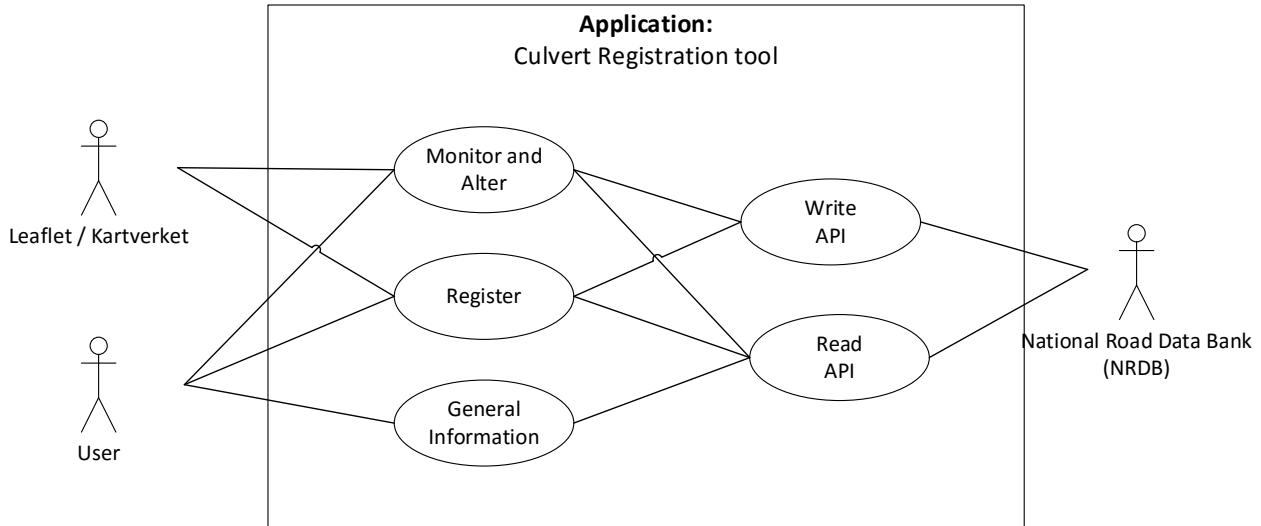 Application:
Culvert Registration tool
Monitor and
Alter
Leaflet / Kartverket
Write
API
Register
User
General
Information
Read
API
National Road Data Bank
(NRDB)